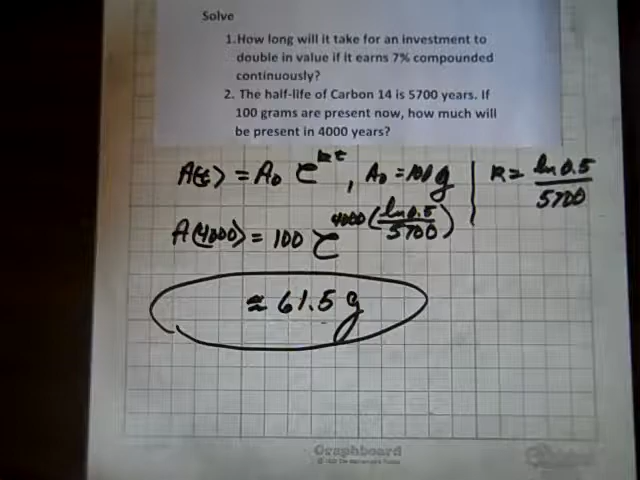 Solve
1.How long will it take for an investment to
double in value if it earns 7% compounded
continuously?
2. The half-life of Carbon 14 is 5700 years. If
100 grams are present now, how much will
be present in 4000 years?
A(t) = A₀ e^{kt}, A₀ = 100 g | k = ln 0.5 / 5700
A(4000) = 100 e^{4000 (ln 0.5 / 5700)}
≈ 61.5 g
Graphboard